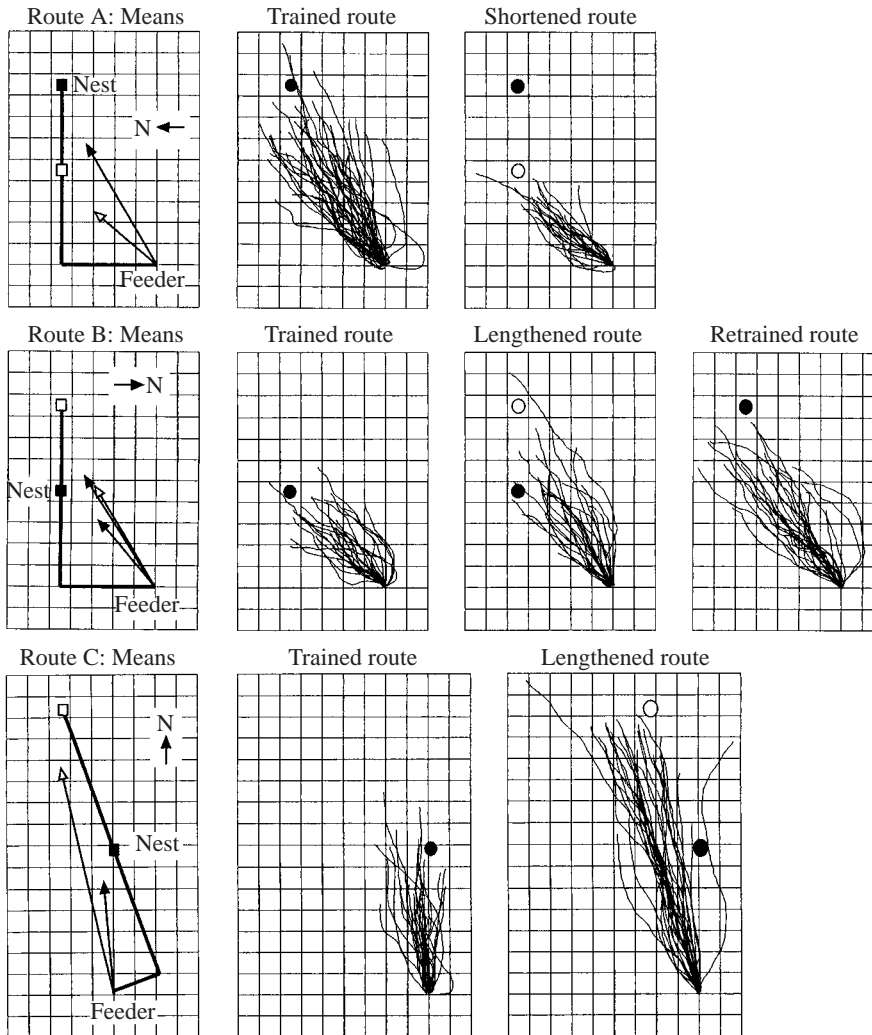 Route A: Means
Trained route
Shortened route
Nest
N
Feeder
Route B: Means
Trained route
Lengthened route
Retrained route
N
Nest
Feeder
Route C: Means
Trained route
Lengthened route
N
Nest
Feeder